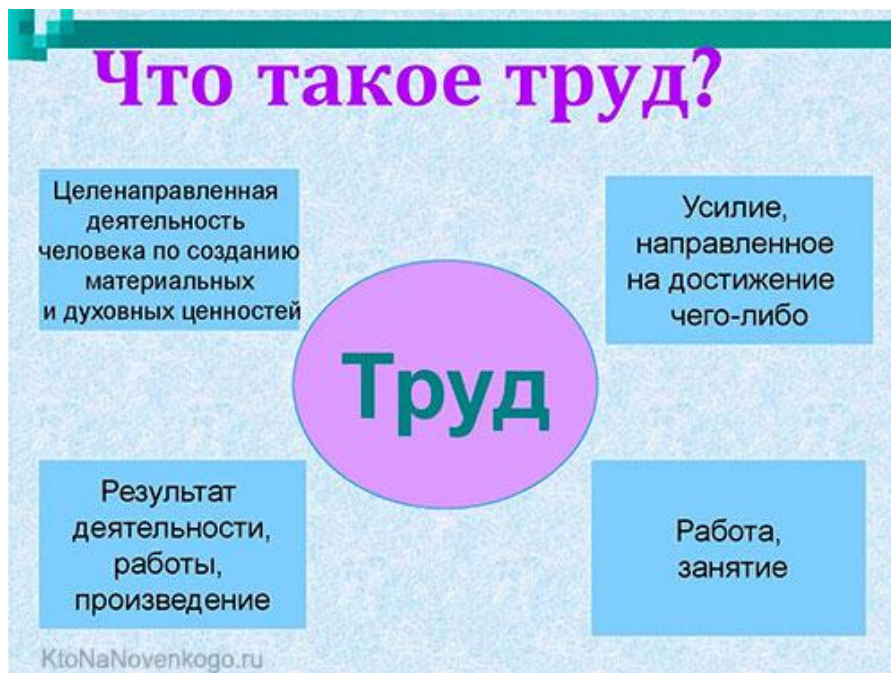 Что такое труд?
Целенаправленная
деятельность
человека по созданию
материальных
и духовных ценностей
Усилие,
направленное
на достижение
чего-либо
Труд
Результат
деятельности,
работы,
произведение
Работа,
занятие
KtoNaNovenkogo.ru